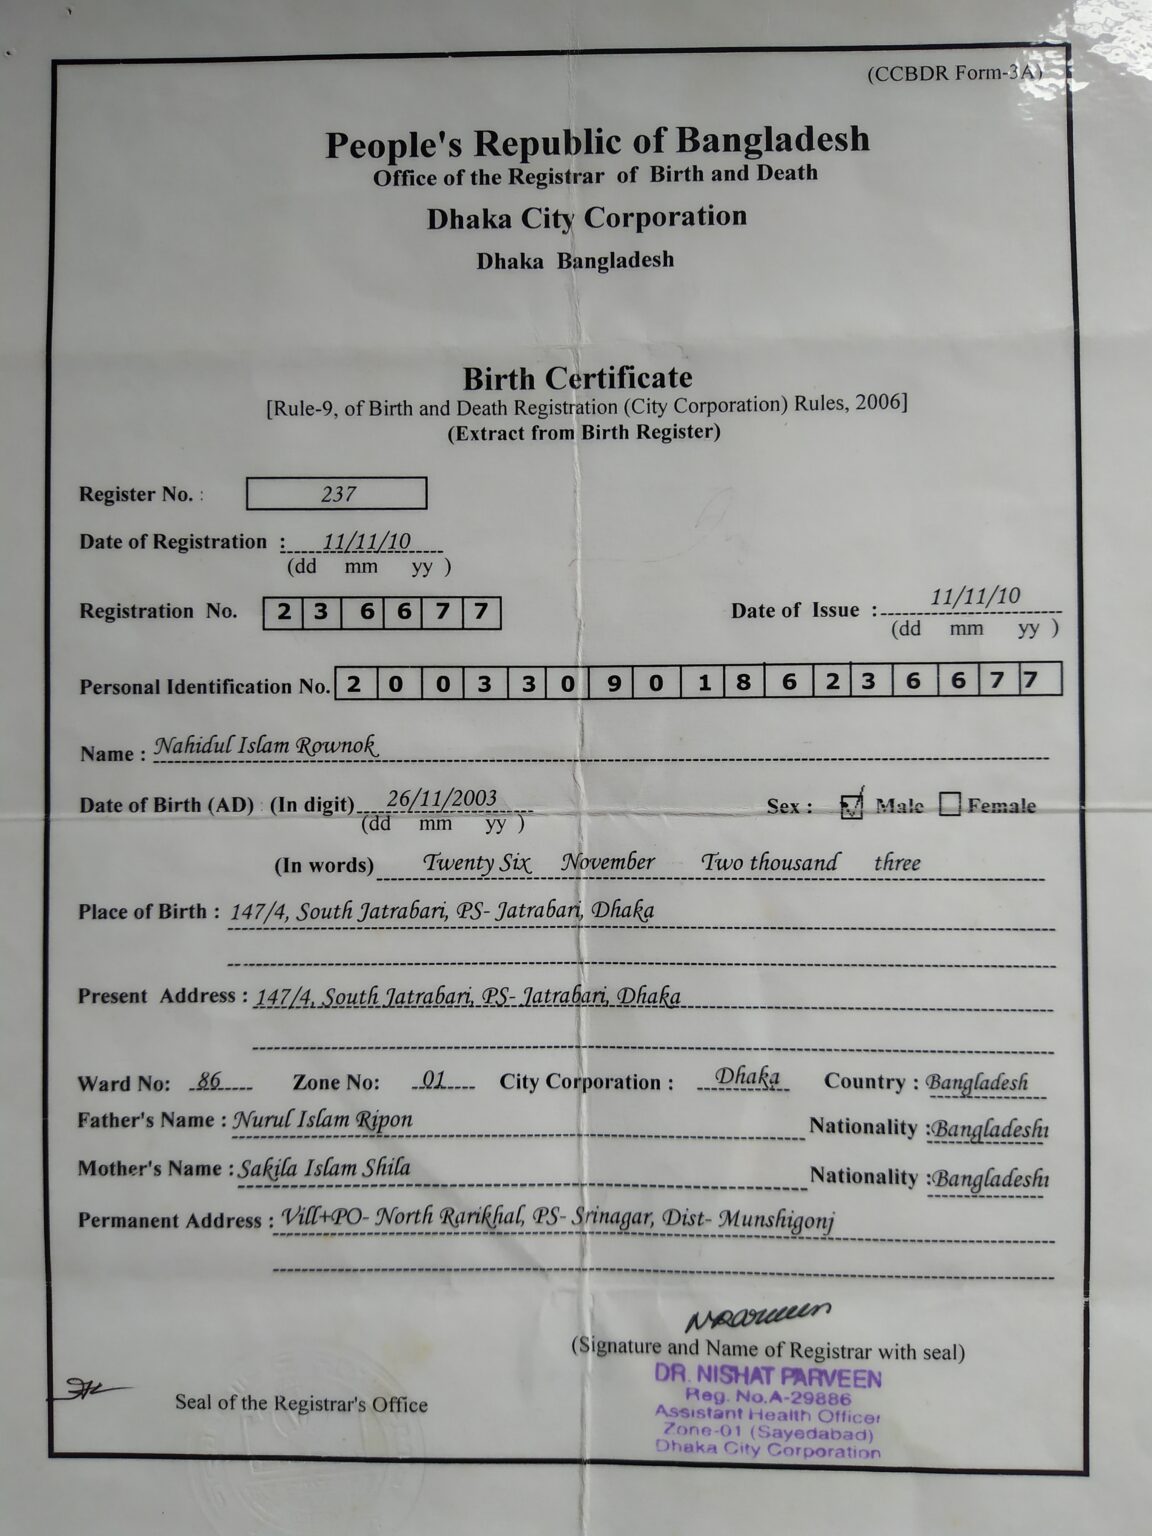 (CCBDR Form-3A)
People's Republic of Bangladesh
Office of the Registrar of Birth and Death
Dhaka City Corporation
Dhaka Bangladesh
Birth Certificate
[Rule-9, of Birth and Death Registration (City Corporation) Rules, 2006]
(Extract from Birth Register)
Register No. : 237
Date of Registration : 11/11/10
(dd mm yy )
Registration No. 2 3 6 6 7 7 Date of Issue : 11/11/10
(dd mm yy )
Personal Identification No. 2 0 0 3 3 0 9 0 1 8 6 2 3 6 6 7 7
Name : Nahidul Islam Rownok
Date of Birth (AD) : (In digit) 26/11/2003 Sex : Male Female
(dd mm yy )
(In words) Twenty Six November Two thousand three
Place of Birth : 147/4, South Jatrabari, PS- Jatrabari, Dhaka
Present Address : 147/4, South Jatrabari, PS- Jatrabari, Dhaka
Ward No: 86 Zone No: 01 City Corporation : Dhaka Country : Bangladesh
Father's Name : Nurul Islam Ripon Nationality : Bangladeshi
Mother's Name : Sakila Islam Shila Nationality : Bangladeshi
Permanent Address : Vill+PO- North Rarikhal, PS- Srinagar, Dist- Munshigonj
(Signature and Name of Registrar with seal)
DR. NISHAT PARVEEN
Reg. No.A-29886
Assistant Health Officer
Zone-01 (Sayedabad)
Dhaka City Corporation
Seal of the Registrar's Office